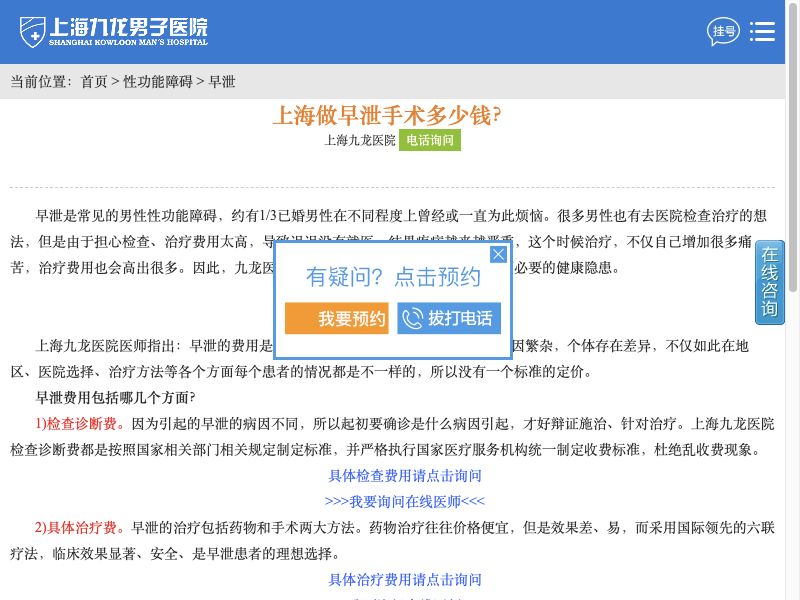 上海九龙男子医院
SHANGHAI KOWLOON MAN'S HOSPITAL
挂号
当前位置：首页 > 性功能障碍 > 早泄
上海做早泄手术多少钱?
上海九龙医院 电话询问
早泄是常见的男性性功能障碍，约有1/3已婚男性在不同程度上曾经或一直为此烦恼。很多男性也有去医院检查治疗的想
法，但是由于担心检查、治疗费用太高，导致迟迟没有就医，结果疾病越来越严重，这个时候治疗，不仅自己增加很多痛
苦，治疗费用也会高出很多。因此，九龙医 必要的健康隐患。
有疑问？点击预约
我要预约 拔打电话
在线咨询
上海九龙医院医师指出：早泄的费用是 因繁杂，个体存在差异，不仅如此在地
区、医院选择、治疗方法等各个方面每个患者的情况都是不一样的，所以没有一个标准的定价。
早泄费用包括哪几个方面?
1)检查诊断费。因为引起的早泄的病因不同，所以起初要确诊是什么病因引起，才好辩证施治、针对治疗。上海九龙医院
检查诊断费都是按照国家相关部门相关规定制定标准，并严格执行国家医疗服务机构统一制定收费标准，杜绝乱收费现象。
具体检查费用请点击询问
>>>我要询问在线医师<<<
2)具体治疗费。早泄的治疗包括药物和手术两大方法。药物治疗往往价格便宜，但是效果差、易，而采用国际领先的六联
疗法，临床效果显著、安全、是早泄患者的理想选择。
具体治疗费用请点击询问